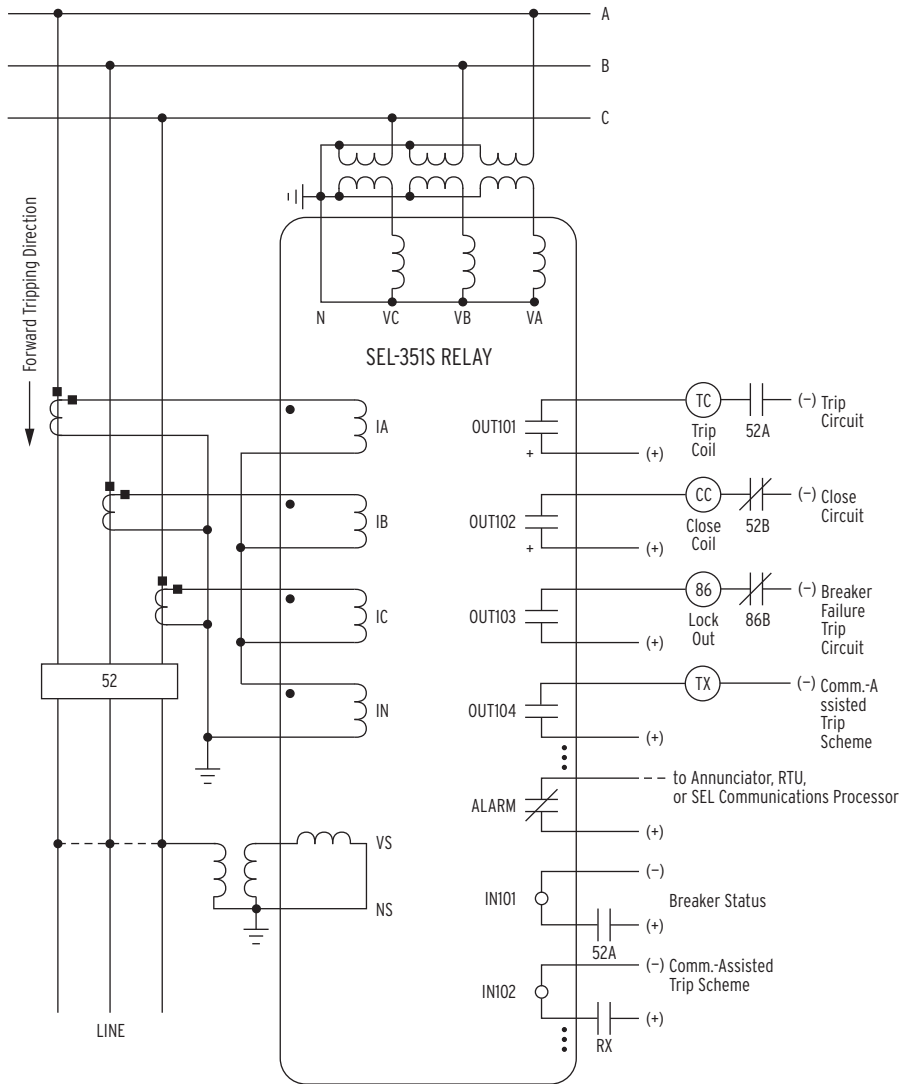 A
B
C
Forward Tripping Direction
N VC VB VA
SEL-351S RELAY
IA
OUT101
+
TC
Trip
Coil
52A
(–) Trip
Circuit
(+)
IB
OUT102
+
CC
Close
Coil
52B
(–) Close
Circuit
(+)
IC
OUT103
86
Lock
Out
86B
(–) Breaker
Failure
Trip
Circuit
(+)
52
IN
OUT104
TX
(–) Comm.-A
ssisted
Trip
Scheme
(+)
ALARM
to Annunciator, RTU,
or SEL Communications Processor
(+)
VS
NS
IN101
(–)
Breaker Status
(+)
52A
IN102
(–) Comm.-Assisted
Trip Scheme
(+)
RX
LINE